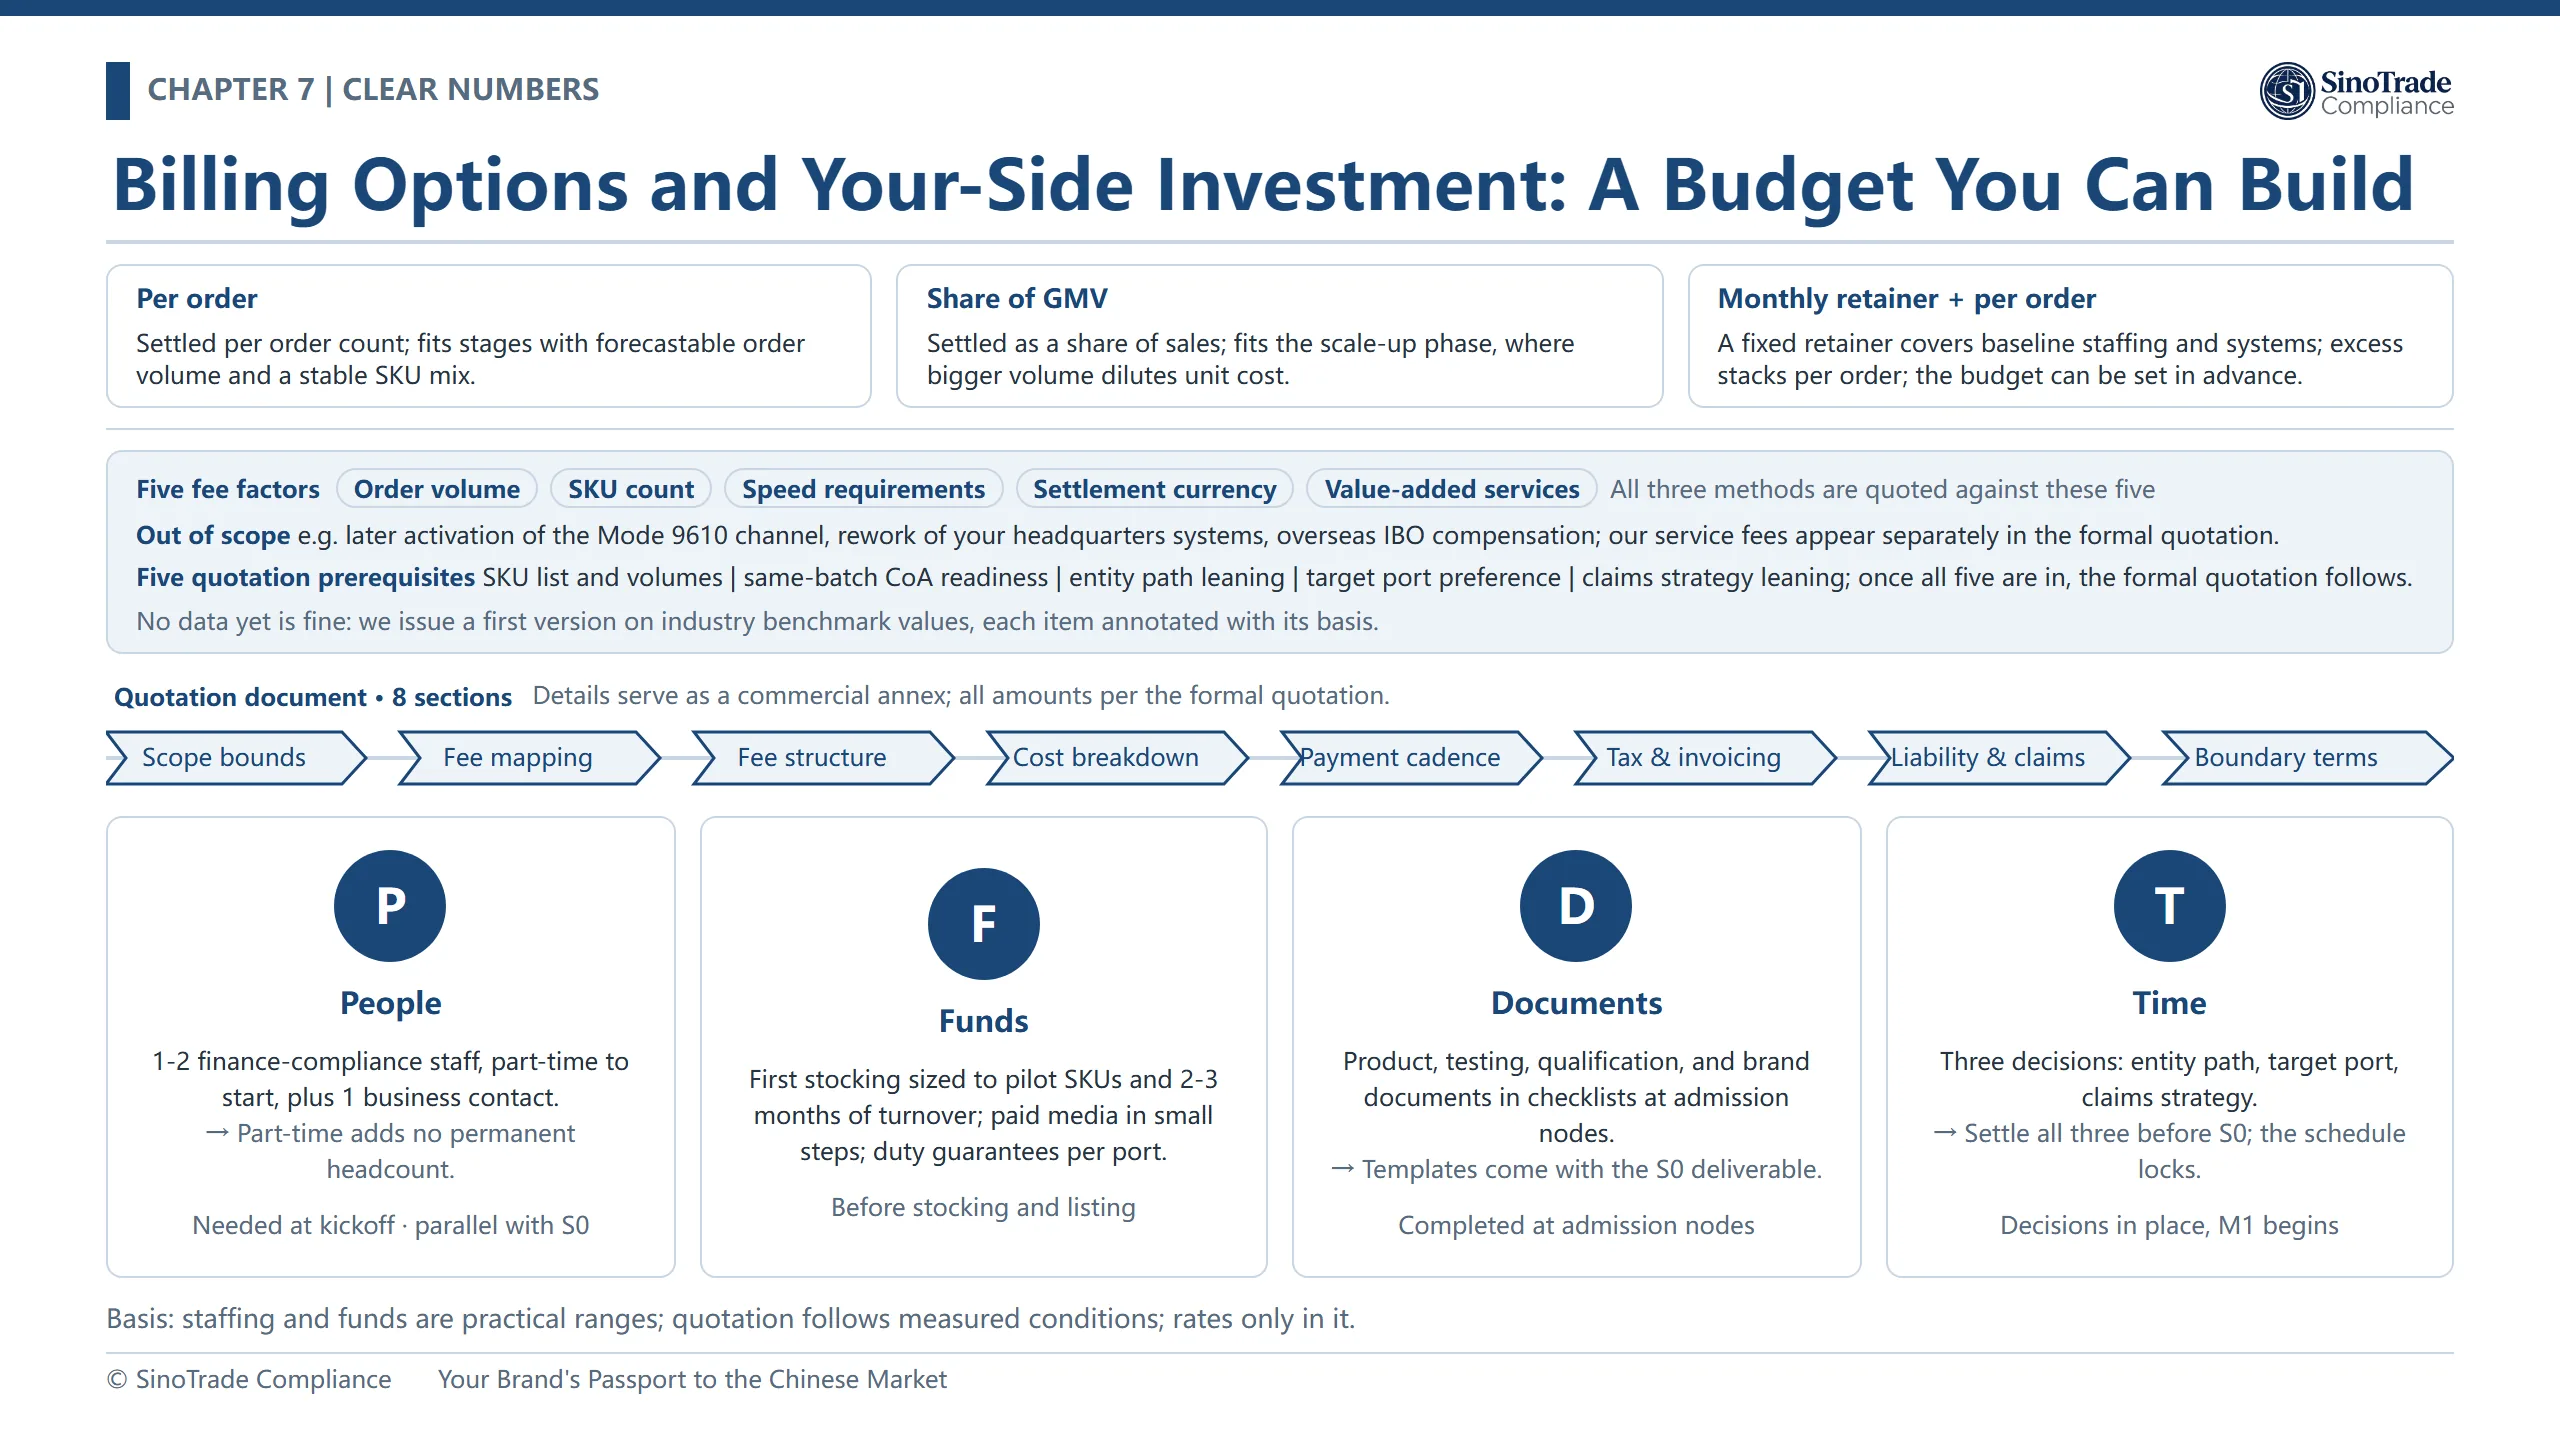 CHAPTER 7 | CLEAR NUMBERS
SinoTrade
Compliance
Billing Options and Your-Side Investment: A Budget You Can Build
Per order
Settled per order count; fits stages with forecastable order
volume and a stable SKU mix.
Share of GMV
Settled as a share of sales; fits the scale-up phase, where
bigger volume dilutes unit cost.
Monthly retainer + per order
A fixed retainer covers baseline staffing and systems; excess
stacks per order; the budget can be set in advance.
Five fee factors Order volume SKU count Speed requirements Settlement currency Value-added services All three methods are quoted against these five
Out of scope e.g. later activation of the Mode 9610 channel, rework of your headquarters systems, overseas IBO compensation; our service fees appear separately in the formal quotation.
Five quotation prerequisites SKU list and volumes | same-batch CoA readiness | entity path leaning | target port preference | claims strategy leaning; once all five are in, the formal quotation follows.
No data yet is fine: we issue a first version on industry benchmark values, each item annotated with its basis.
Quotation document • 8 sections Details serve as a commercial annex; all amounts per the formal quotation.
Scope bounds
Fee mapping
Fee structure
Cost breakdown
Payment cadence
Tax & invoicing
Liability & claims
Boundary terms
P
People
1-2 finance-compliance staff, part-time to
start, plus 1 business contact.
→ Part-time adds no permanent
headcount.
Needed at kickoff · parallel with S0
F
Funds
First stocking sized to pilot SKUs and 2-3
months of turnover; paid media in small
steps; duty guarantees per port.
Before stocking and listing
D
Documents
Product, testing, qualification, and brand
documents in checklists at admission
nodes.
→ Templates come with the S0 deliverable.
Completed at admission nodes
T
Time
Three decisions: entity path, target port,
claims strategy.
→ Settle all three before S0; the schedule
locks.
Decisions in place, M1 begins
Basis: staffing and funds are practical ranges; quotation follows measured conditions; rates only in it.
© SinoTrade Compliance Your Brand's Passport to the Chinese Market